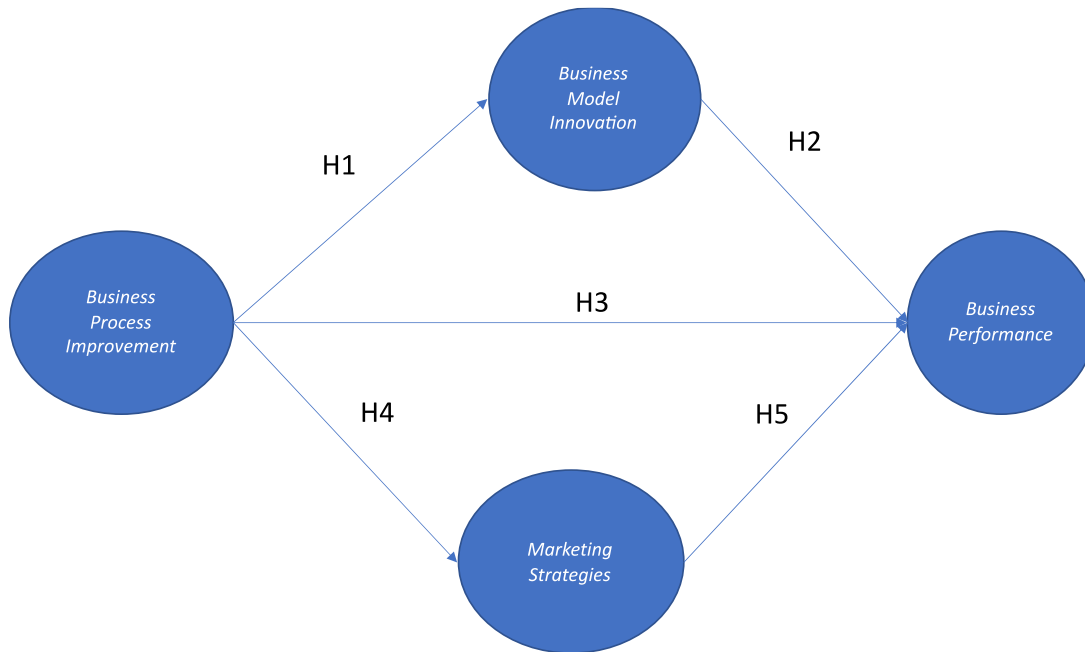 Business
Model
Innovation
H1
H2
Business
Process
Improvement
H3
Business
Performance
H4
H5
Marketing
Strategies